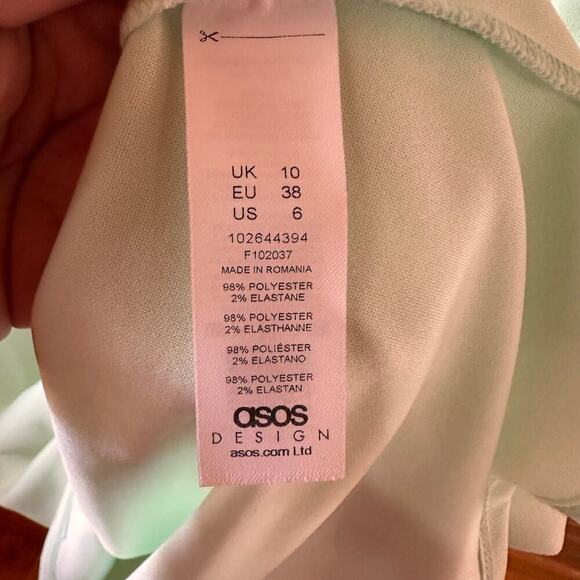 UK 10
EU 38
US 6
102644394
F102037
MADE IN ROMANIA
98% POLYESTER
2% ELASTANE
98% POLYESTER
2% ELASTHANNE
98% POLIÉSTER
2% ELASTANO
98% POLYESTER
2% ELASTAN
asos
DESIGN
asos.com Ltd